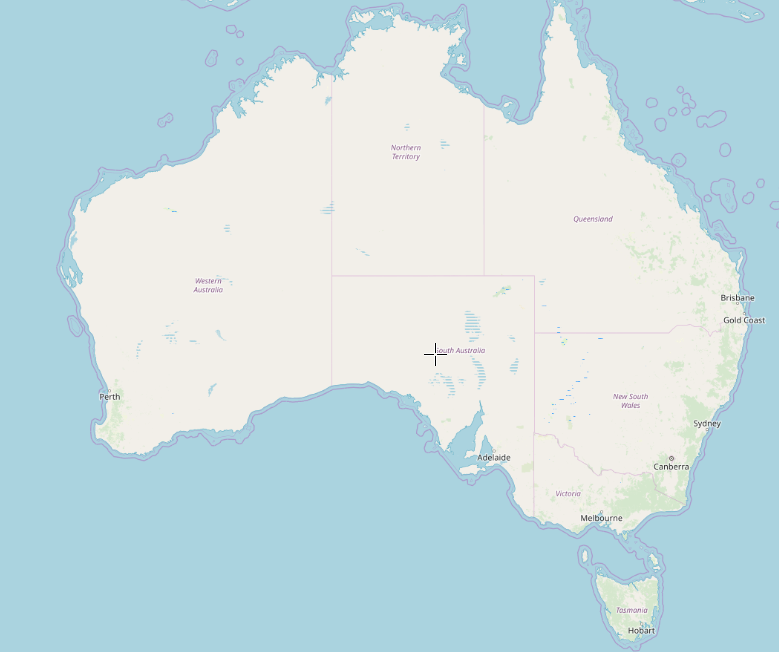 Northern
Territory
Queensland
Western
Australia
Brisbane
Gold Coast
South Australia
Perth
New South
Wales
Sydney
Adelaide
Canberra
Victoria
Melbourne
Tasmania
Hobart